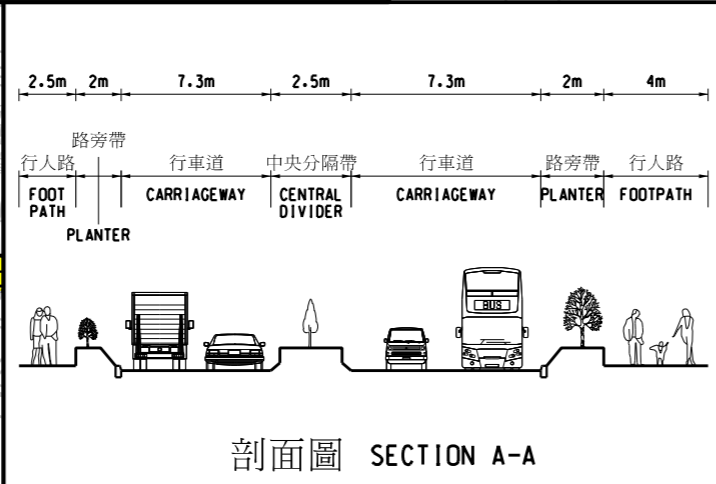 2.5m 2m 7.3m 2.5m 7.3m 2m 4m
路旁帶
行人路 行車道 中央分隔帶 行車道 路旁帶 行人路
FOOT CARRIAGEWAY CENTRAL CARRIAGEWAY PLANTER FOOTPATH
PATH DIVIDER
PLANTER
BUS
剖面圖 SECTION A-A